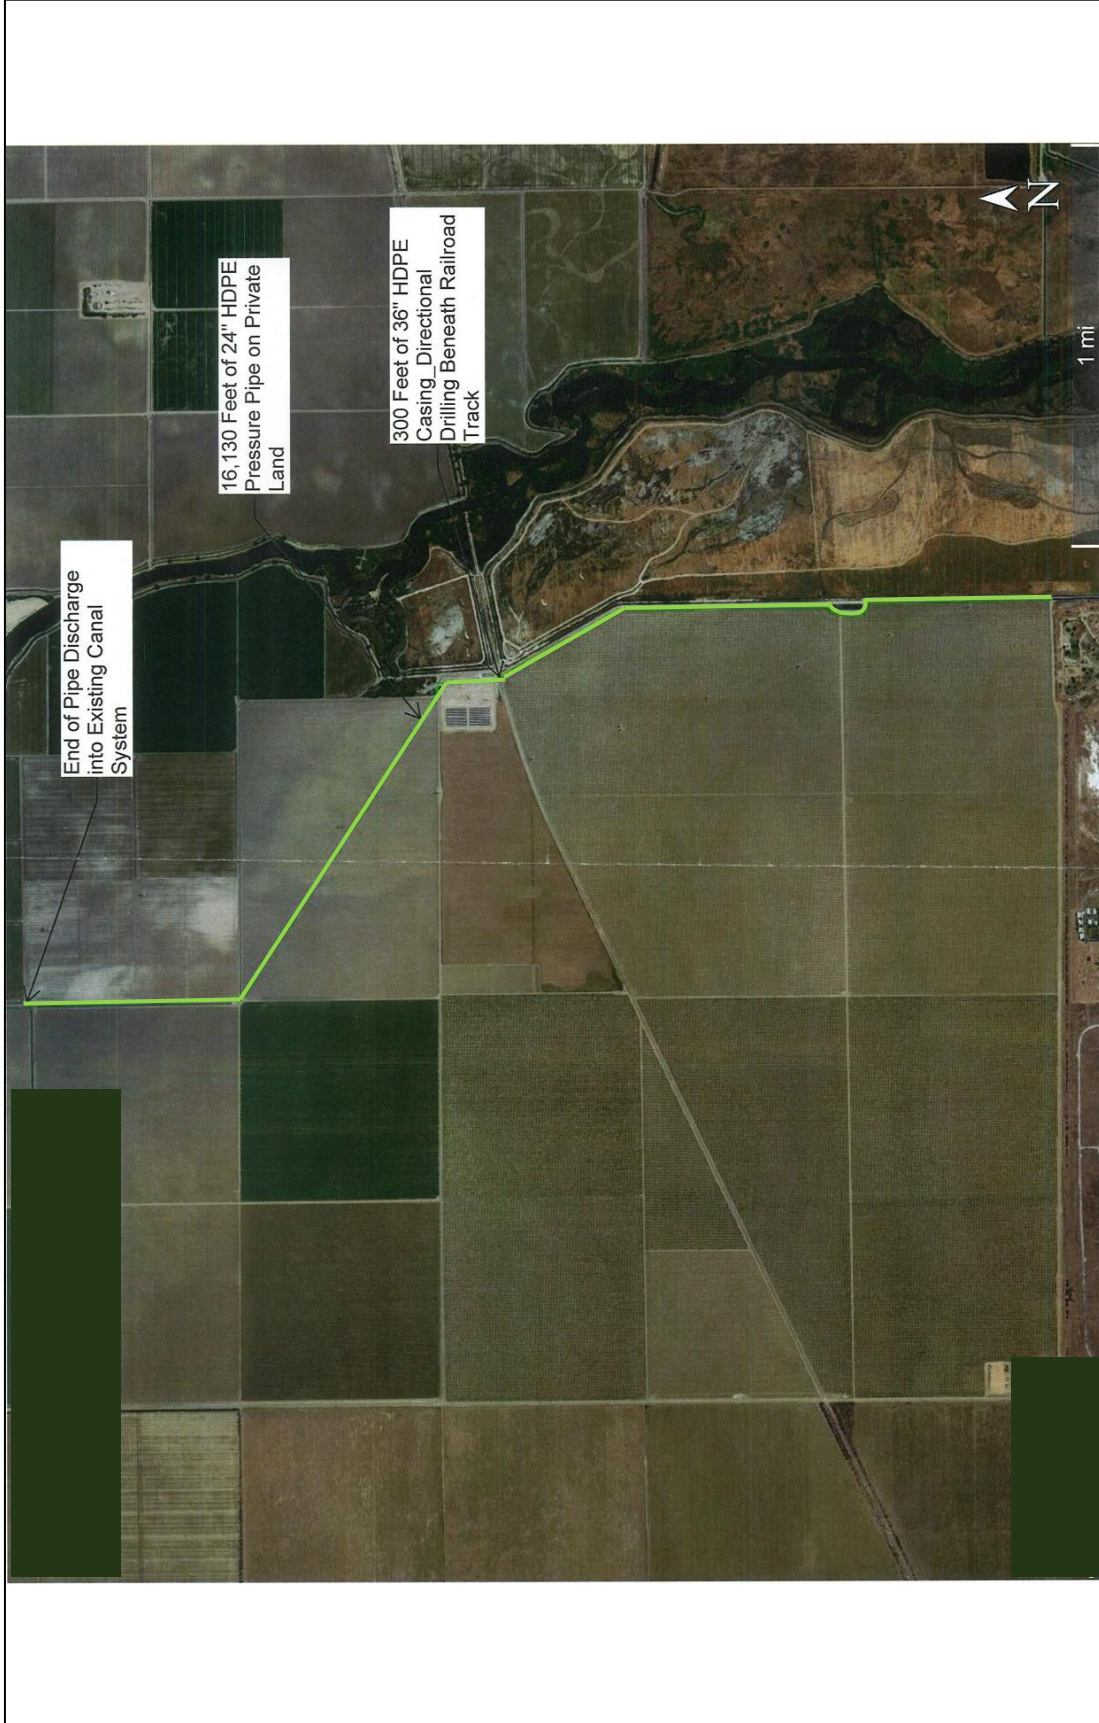 End of Pipe Discharge
into Existing Canal
System
16,130 Feet of 24" HDPE
Pressure Pipe on Private
Land
300 Feet of 36" HDPE
Casing_Directional
Drilling Beneath Railroad
Track
N
1 mi